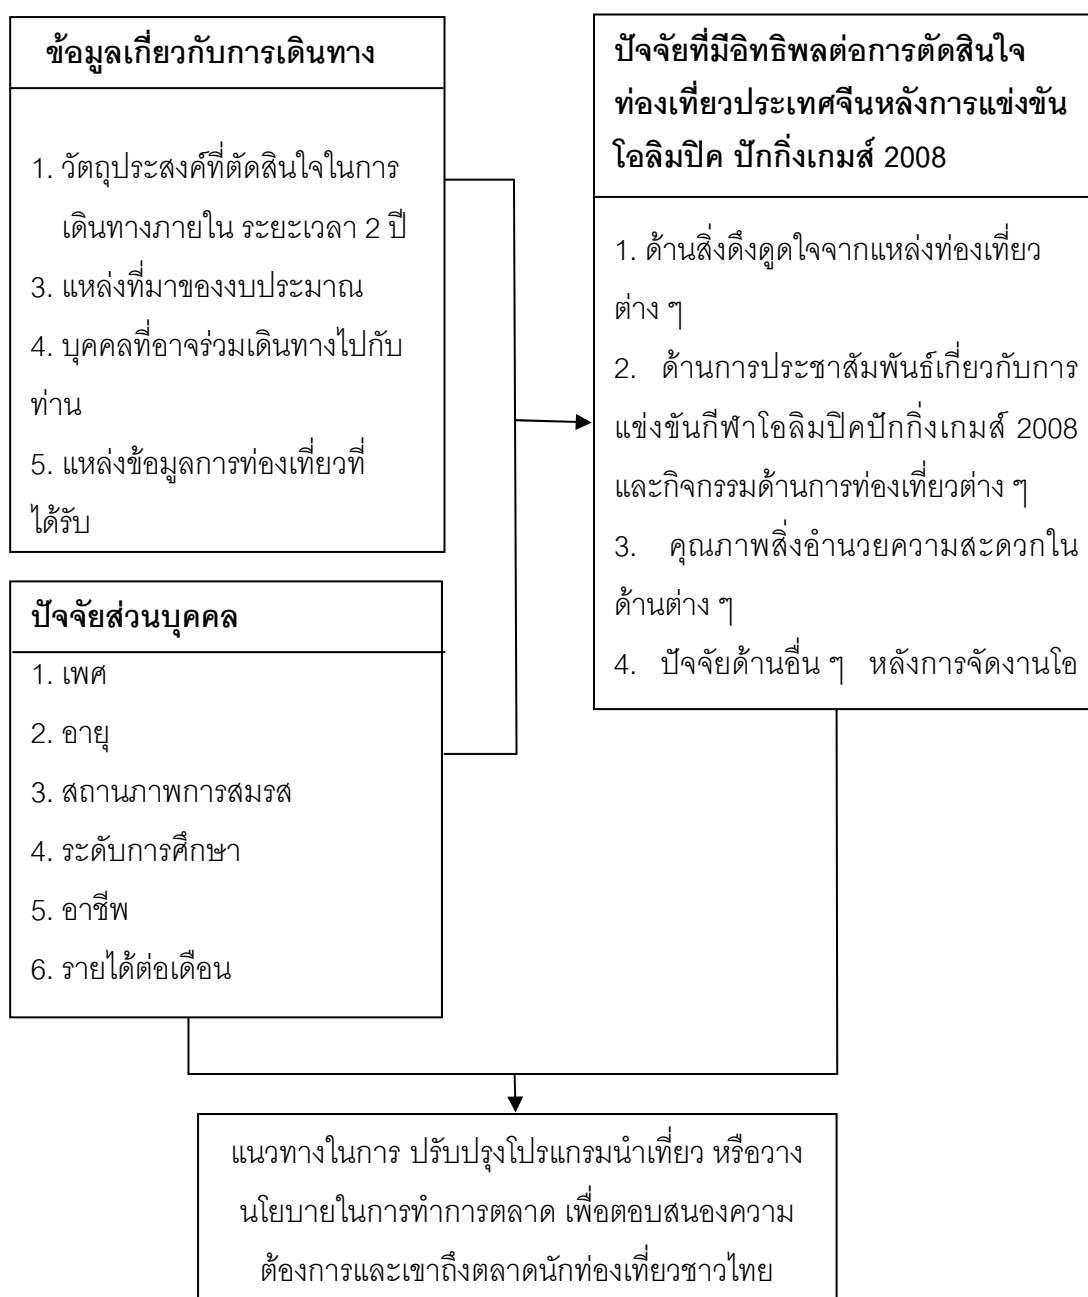 ข้อมูลเกี่ยวกับการเดินทาง
1. วัตถุประสงค์ที่ตัดสินใจในการ
เดินทางภายใน ระยะเวลา 2 ปี
3. แหล่งที่มาของงบประมาณ
4. บุคคลที่อาจร่วมเดินทางไปกับ
ท่าน
5. แหล่งข้อมูลการท่องเที่ยวที่
ได้รับ
ปัจจัยส่วนบุคคล
1. เพศ
2. อายุ
3. สถานภาพการสมรส
4. ระดับการศึกษา
5. อาชีพ
6. รายได้ต่อเดือน
ปัจจัยที่มีอิทธิพลต่อการตัดสินใจ
ท่องเที่ยวประเทศจีนหลังการแข่งขัน
โอลิมปิค ปักกิ่งเกมส์ 2008
1. ด้านสิ่งดึงดูดใจจากแหล่งท่องเที่ยว
ต่าง ๆ
2. ด้านการประชาสัมพันธ์เกี่ยวกับการ
แข่งขันกีฬาโอลิมปิคปักกิ่งเกมส์ 2008
และกิจกรรมด้านการท่องเที่ยวต่าง ๆ
3. คุณภาพสิ่งอำนวยความสะดวกใน
ด้านต่าง ๆ
4. ปัจจัยด้านอื่น ๆ หลังการจัดงานโอ
แนวทางในการ ปรับปรุงโปรแกรมนำเที่ยว หรือวาง
นโยบายในการทำการตลาด เพื่อตอบสนองความ
ต้องการและเขาถึงตลาดนักท่องเที่ยวชาวไทย